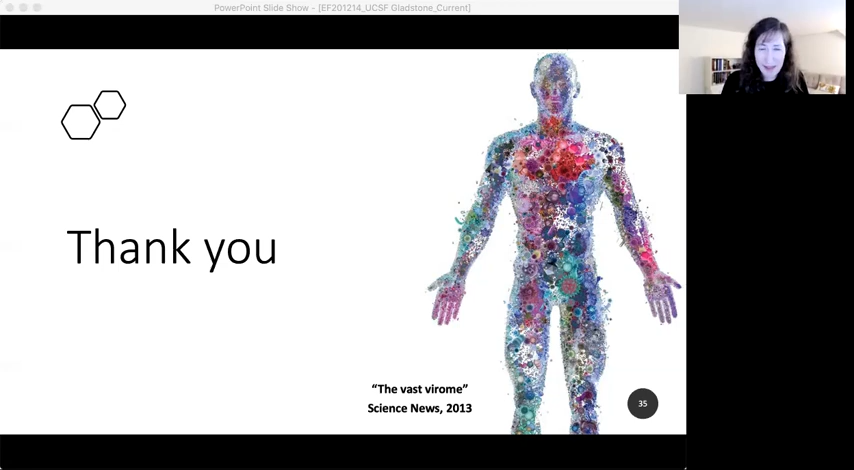 PowerPoint Slide Show - [EF201214_UCSF Gladstone_Current]
Thank you
“The vast virome”
Science News, 2013
35